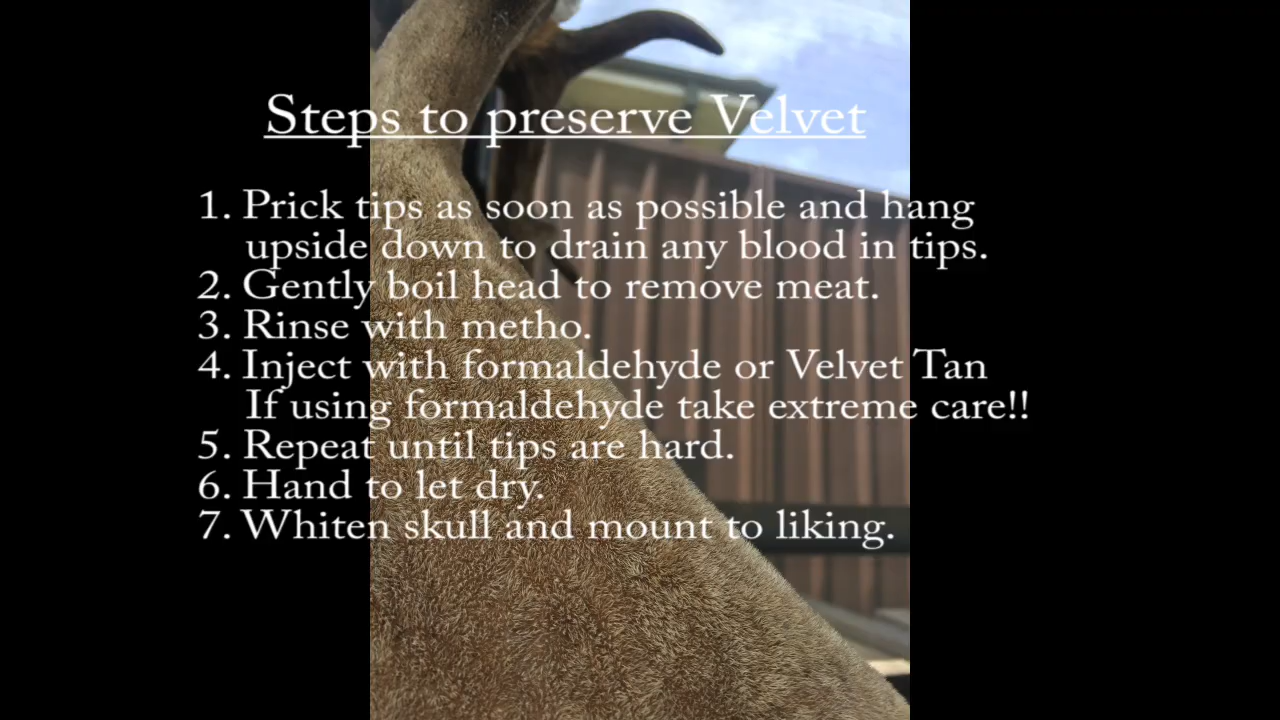 Steps to preserve Velvet
1. Prick tips as soon as possible and hang
upside down to drain any blood in tips.
2. Gently boil head to remove meat.
3. Rinse with metho.
4. Inject with formaldehyde or Velvet Tan
If using formaldehyde take extreme care!!
5. Repeat until tips are hard.
6. Hand to let dry.
7. Whiten skull and mount to liking.